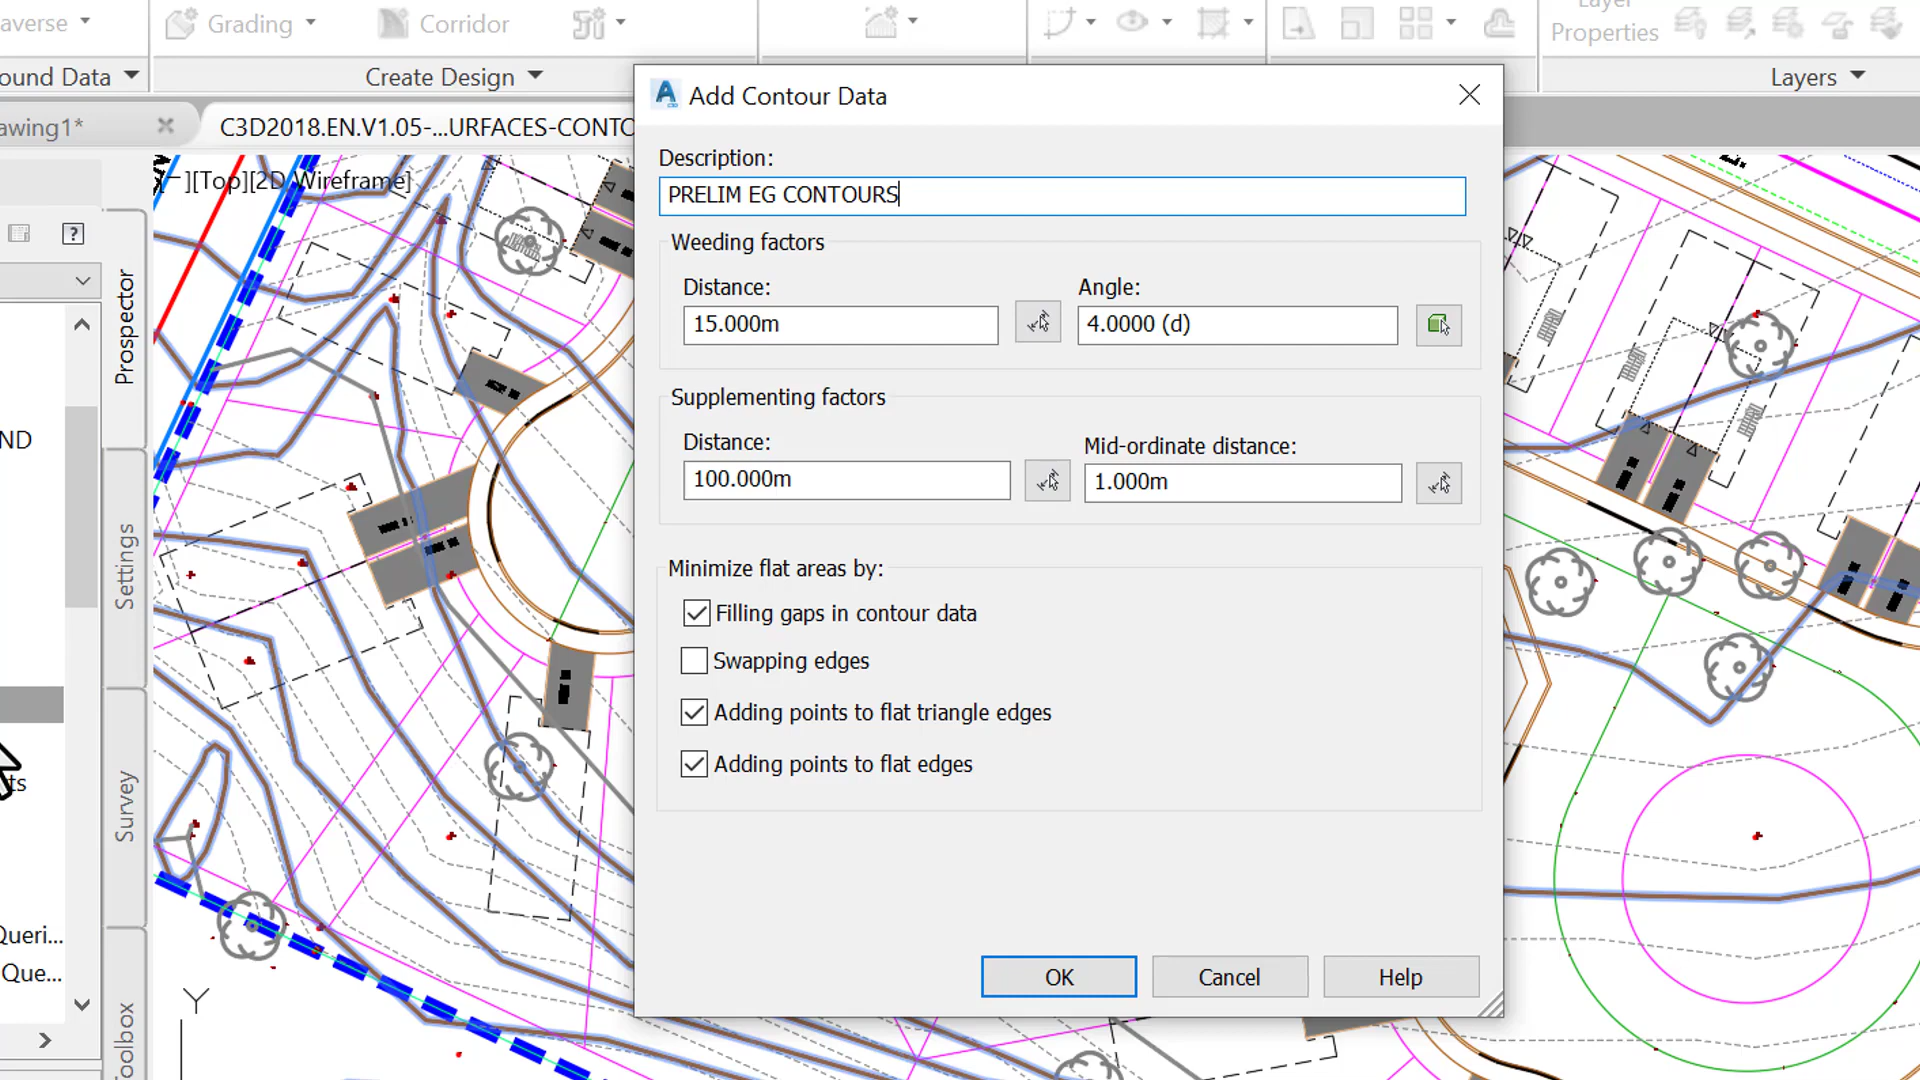 averse
Grading
Corridor
Layer
Properties
ound Data
Create Design
Layers
awing1*
C3D2018.EN.V1.05-...URFACES-CONTO
Add Contour Data
[Top][2D Wireframe]
Description:
PRELIM EG CONTOURS
Weeding factors
Distance:
Angle:
15.000m
4.0000 (d)
Supplementing factors
Distance:
Mid-ordinate distance:
100.000m
1.000m
Minimize flat areas by:
Filling gaps in contour data
Swapping edges
Adding points to flat triangle edges
Adding points to flat edges
OK
Cancel
Help
Prospector
Settings
Survey
oolbox
ND
ts
Queri...
Que...
Y